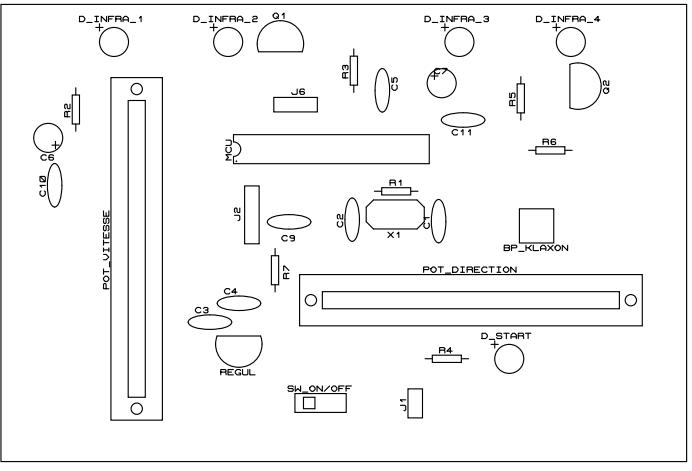 D_INFRA_1
D_INFRA_2
Q1
D_INFRA_3
D_INFRA_4
R3
C5
C7
R5
Q2
R2
J6
C11
C6
MCU
R6
C10
R1
J2
C9
C2
X1
C1
BP_KLAXON
POT_VITESSE
R7
POT_DIRECTION
C4
C3
REGUL
D_START
R4
SW_ON/OFF
J1